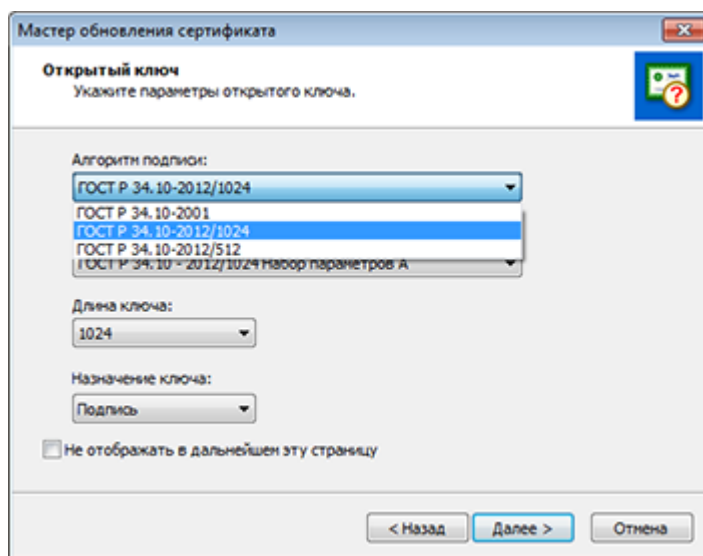 Мастер обновления сертификата
Открытый ключ
Укажите параметры открытого ключа.
Алгоритм подписи:
ГОСТ Р 34.10-2012/1024
ГОСТ Р 34.10-2001
ГОСТ Р 34.10-2012/1024
ГОСТ Р 34.10-2012/512
ГОСТ Р 34.10 - 2012/1024 Набор параметров А
Длина ключа:
1024
Назначение ключа:
Подпись
Не отображать в дальнейшем эту страницу
< Назад
Далее >
Отмена